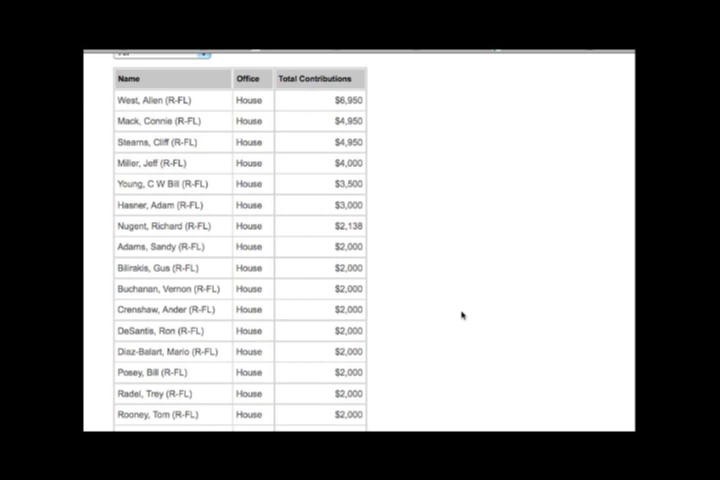 Name Office Total Contributions
West, Allen (R-FL) House $6,950
Mack, Connie (R-FL) House $4,950
Stearns, Cliff (R-FL) House $4,950
Miller, Jeff (R-FL) House $4,000
Young, C W Bill (R-FL) House $3,500
Hasner, Adam (R-FL) House $3,000
Nugent, Richard (R-FL) House $2,138
Adams, Sandy (R-FL) House $2,000
Bilirakis, Gus (R-FL) House $2,000
Buchanan, Vernon (R-FL) House $2,000
Crenshaw, Ander (R-FL) House $2,000
DeSantis, Ron (R-FL) House $2,000
Diaz-Balart, Mario (R-FL) House $2,000
Posey, Bill (R-FL) House $2,000
Radel, Trey (R-FL) House $2,000
Rooney, Tom (R-FL) House $2,000